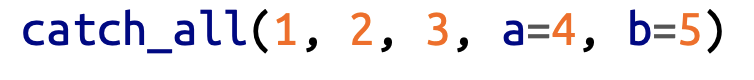 catch_all(1, 2, 3, a=4, b=5)